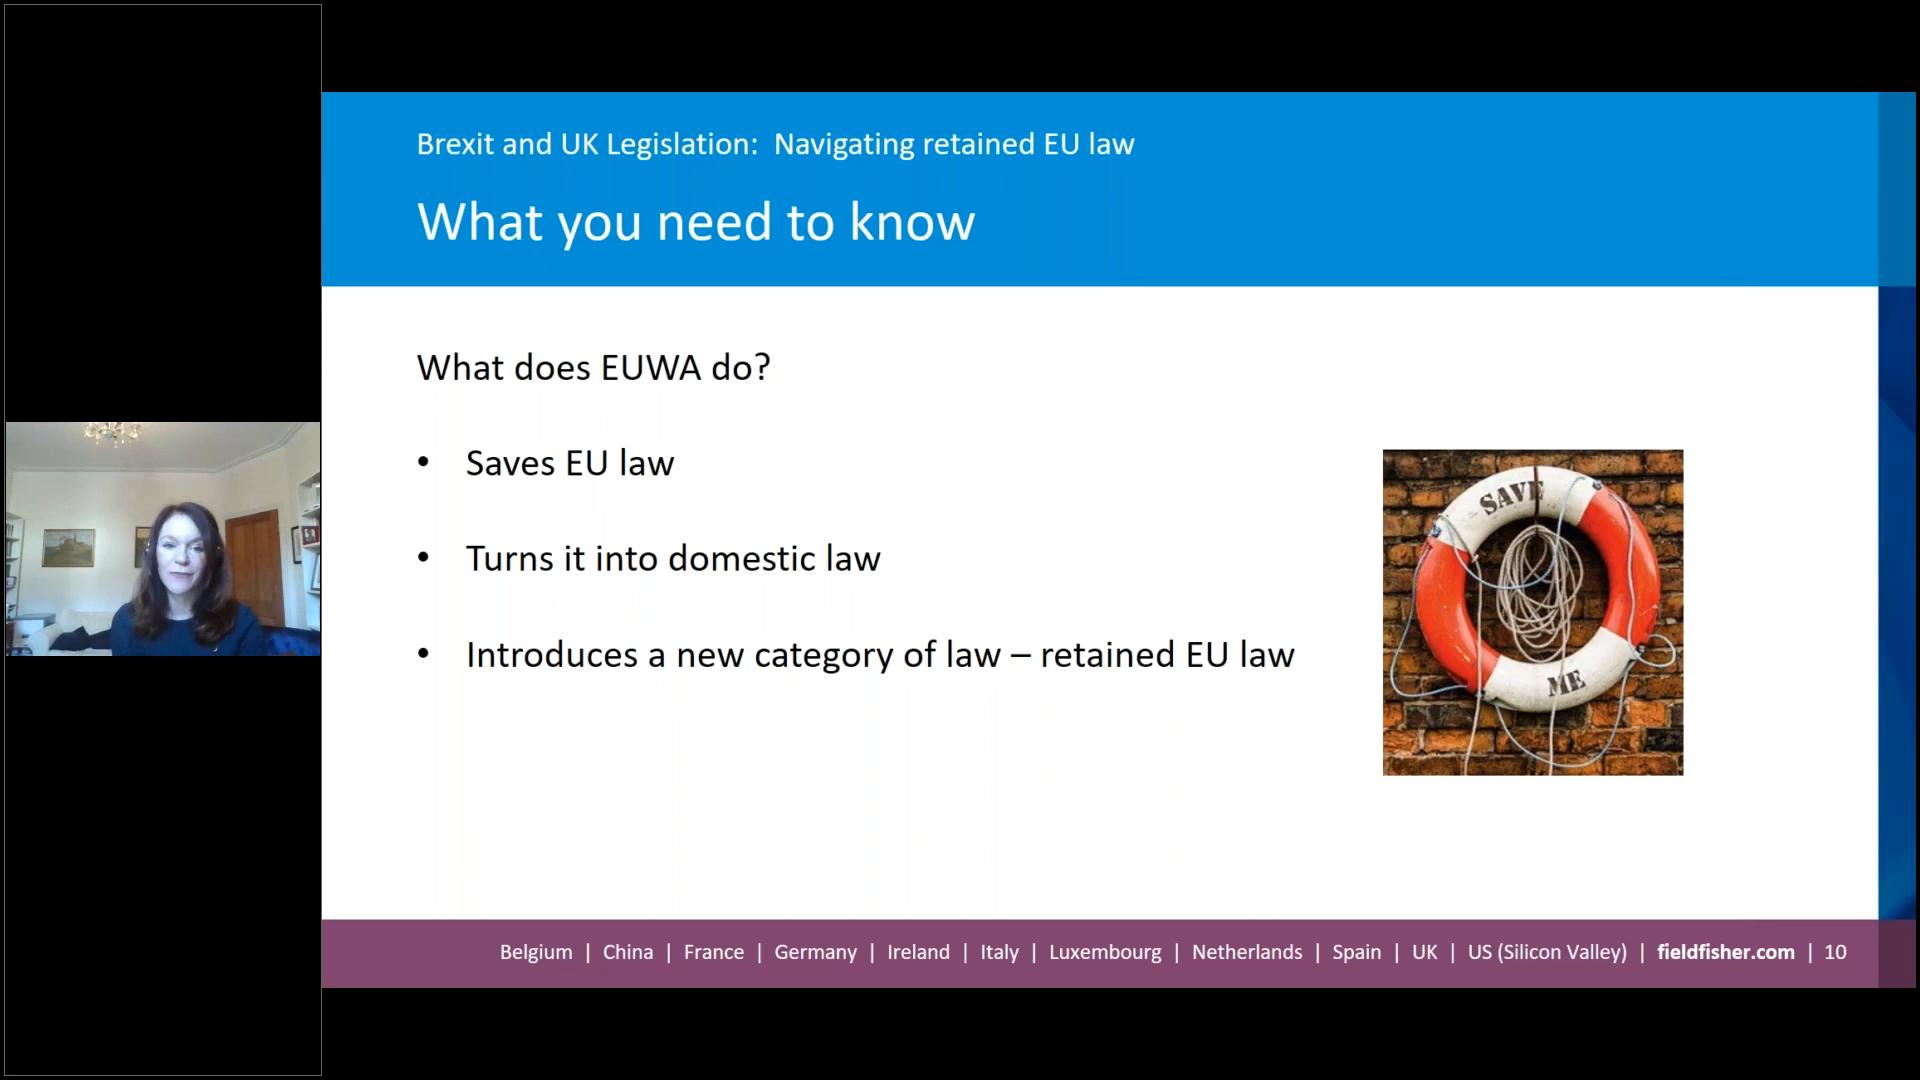 Brexit and UK Legislation:  Navigating retained EU law
What you need to know
What does EUWA do?
• Saves EU law
• Turns it into domestic law
• Introduces a new category of law – retained EU law
SAVE
ME
Belgium | China | France | Germany | Ireland | Italy | Luxembourg | Netherlands | Spain | UK | US (Silicon Valley) | fieldfisher.com | 10